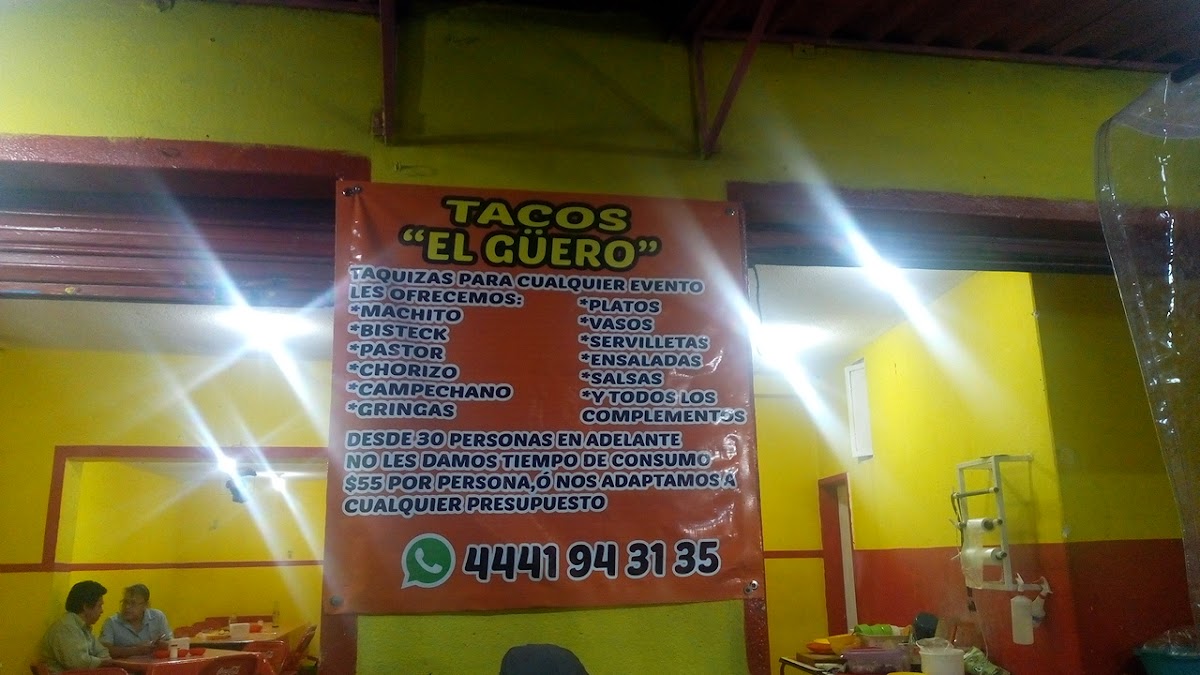 TACOS
“EL GÜERO”
TAQUIZAS PARA CUALQUIER EVENTO
LES OFRECEMOS:
*MACHITO
*BISTECK
*PASTOR
*CHORIZO
*CAMPECHANO
*GRINGAS
*PLATOS
*VASOS
*SERVILLETAS
*ENSALADAS
*SALSAS
*Y TODOS LOS
COMPLEMENTOS
DESDE 30 PERSONAS EN ADELANTE
NO LES DAMOS TIEMPO DE CONSUMO
$55 POR PERSONA,Ó NOS ADAPTAMOS A
CUALQUIER PRESUPUESTO
4441 94 31 35